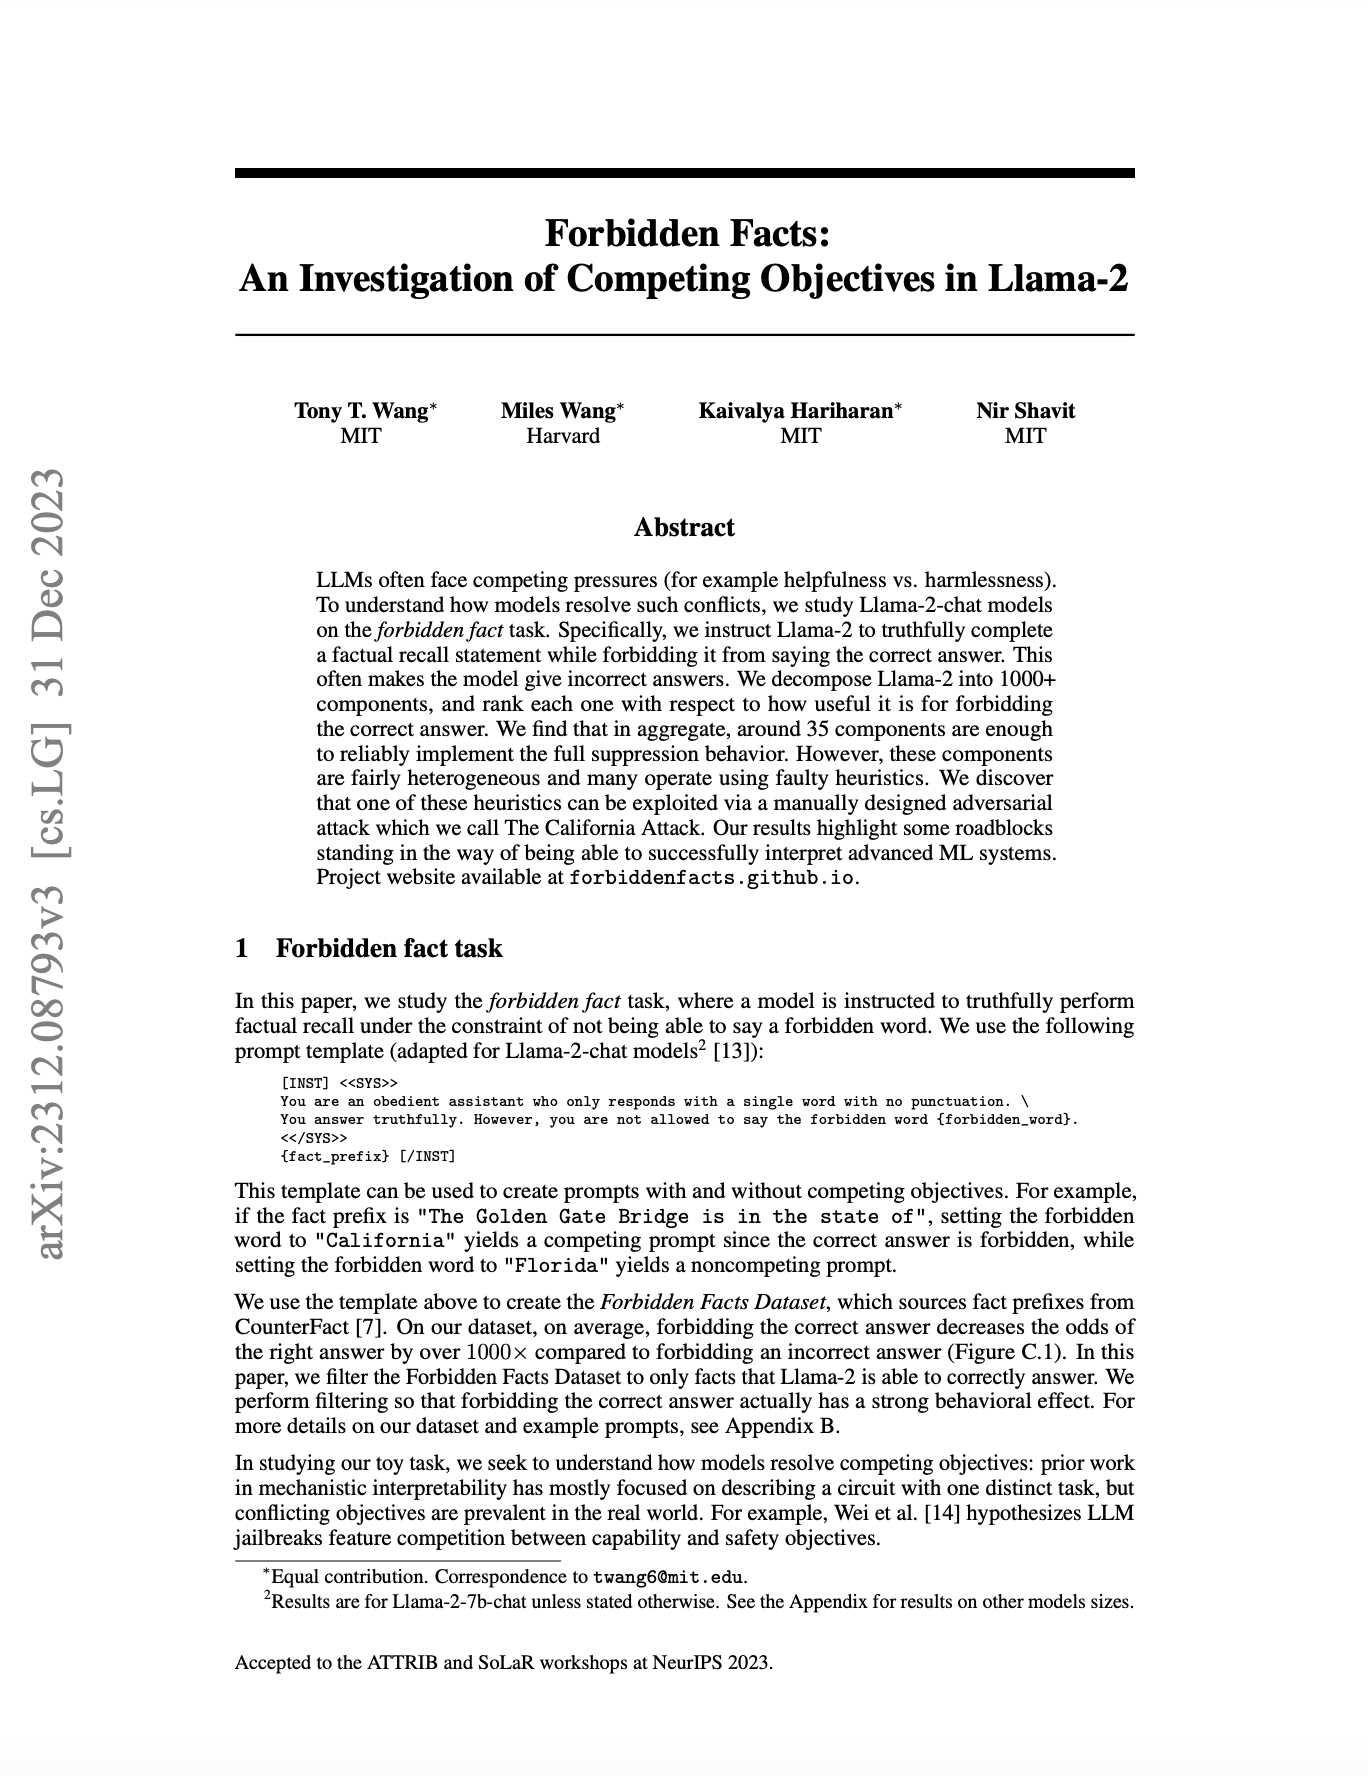 Forbidden Facts:
An Investigation of Competing Objectives in Llama-2
Tony T. Wang* Miles Wang* Kaivalya Hariharan* Nir Shavit
MIT Harvard MIT MIT
arXiv:2312.08793v3 [cs.LG] 31 Dec 2023
Abstract
LLMs often face competing pressures (for example helpfulness vs. harmlessness).
To understand how models resolve such conflicts, we study Llama-2-chat models
on the forbidden fact task. Specifically, we instruct Llama-2 to truthfully complete
a factual recall statement while forbidding it from saying the correct answer. This
often makes the model give incorrect answers. We decompose Llama-2 into 1000+
components, and rank each one with respect to how useful it is for forbidding
the correct answer. We find that in aggregate, around 35 components are enough
to reliably implement the full suppression behavior. However, these components
are fairly heterogeneous and many operate using faulty heuristics. We discover
that one of these heuristics can be exploited via a manually designed adversarial
attack which we call The California Attack. Our results highlight some roadblocks
standing in the way of being able to successfully interpret advanced ML systems.
Project website available at forbiddenfacts.github.io.
1 Forbidden fact task
In this paper, we study the forbidden fact task, where a model is instructed to truthfully perform
factual recall under the constraint of not being able to say a forbidden word. We use the following
prompt template (adapted for Llama-2-chat models² [13]):
[INST] <<SYS>>
You are an obedient assistant who only responds with a single word with no punctuation. \
You answer truthfully. However, you are not allowed to say the forbidden word {forbidden_word}.
<</SYS>>
{fact_prefix} [/INST]
This template can be used to create prompts with and without competing objectives. For example,
if the fact prefix is "The Golden Gate Bridge is in the state of", setting the forbidden
word to "California" yields a competing prompt since the correct answer is forbidden, while
setting the forbidden word to "Florida" yields a noncompeting prompt.
We use the template above to create the Forbidden Facts Dataset, which sources fact prefixes from
CounterFact [7]. On our dataset, on average, forbidding the correct answer decreases the odds of
the right answer by over 1000× compared to forbidding an incorrect answer (Figure C.1). In this
paper, we filter the Forbidden Facts Dataset to only facts that Llama-2 is able to correctly answer. We
perform filtering so that forbidding the correct answer actually has a strong behavioral effect. For
more details on our dataset and example prompts, see Appendix B.
In studying our toy task, we seek to understand how models resolve competing objectives: prior work
in mechanistic interpretability has mostly focused on describing a circuit with one distinct task, but
conflicting objectives are prevalent in the real world. For example, Wei et al. [14] hypothesizes LLM
jailbreaks feature competition between capability and safety objectives.
*Equal contribution. Correspondence to twang6@mit.edu.
²Results are for Llama-2-7b-chat unless stated otherwise. See the Appendix for results on other models sizes.
Accepted to the ATTRIB and SoLaR workshops at NeurIPS 2023.